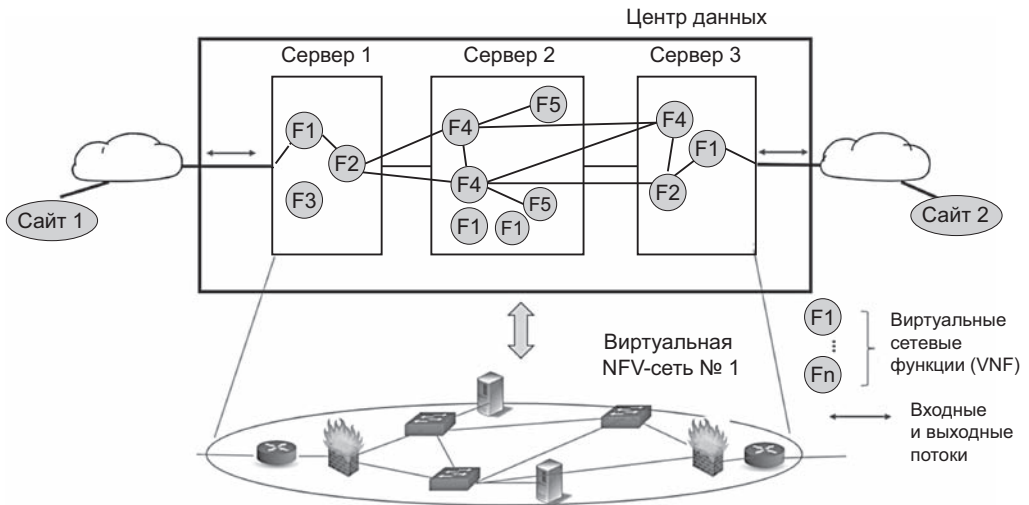 Центр данных
Сервер 1
Сервер 2
Сервер 3
F1
F2
F3
F4
F5
F4
F5
F1
F1
F4
F1
F2
Сайт 1
Сайт 2
Виртуальная
NFV-сеть № 1
F1
Fn
Виртуальные
сетевые
функции (VNF)
Входные
и выходные
потоки